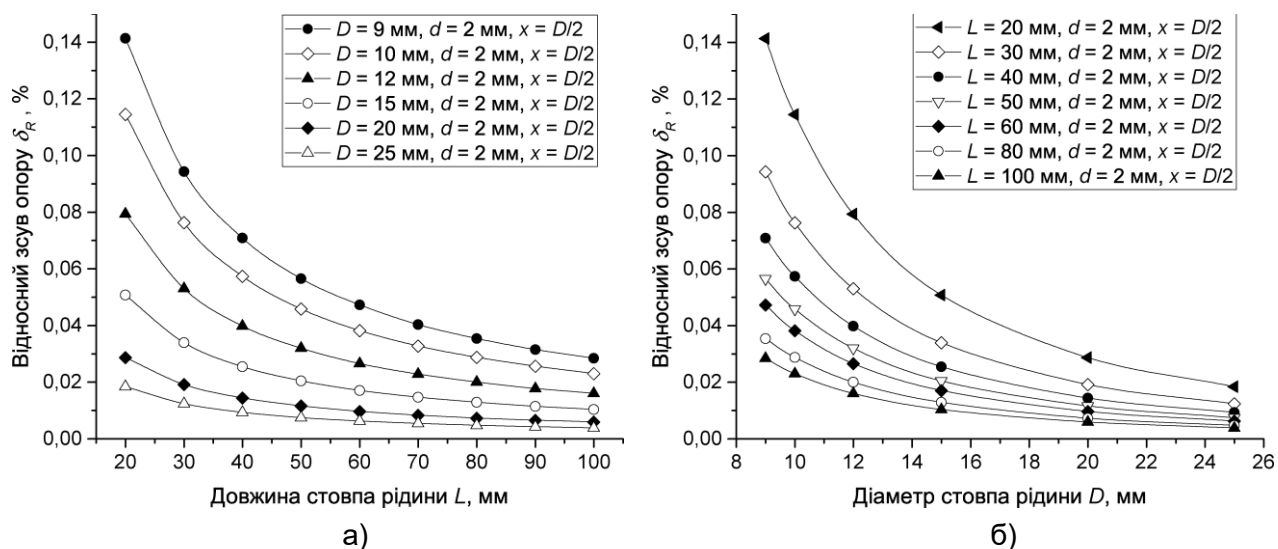 0,14
0,12
0,10
0,08
0,06
0,04
0,02
0,00
Відносний зсув опору δR , %
D = 9 мм, d = 2 мм, x = D/2
D = 10 мм, d = 2 мм, x = D/2
D = 12 мм, d = 2 мм, x = D/2
D = 15 мм, d = 2 мм, x = D/2
D = 20 мм, d = 2 мм, x = D/2
D = 25 мм, d = 2 мм, x = D/2
20 30 40 50 60 70 80 90 100
Довжина стовпа рідини L, мм
а)
0,14
0,12
0,10
0,08
0,06
0,04
0,02
0,00
Відносний зсув опору δR , %
L = 20 мм, d = 2 мм, x = D/2
L = 30 мм, d = 2 мм, x = D/2
L = 40 мм, d = 2 мм, x = D/2
L = 50 мм, d = 2 мм, x = D/2
L = 60 мм, d = 2 мм, x = D/2
L = 80 мм, d = 2 мм, x = D/2
L = 100 мм, d = 2 мм, x = D/2
8 10 12 14 16 18 20 22 24 26
Діаметр стовпа рідини D, мм
б)